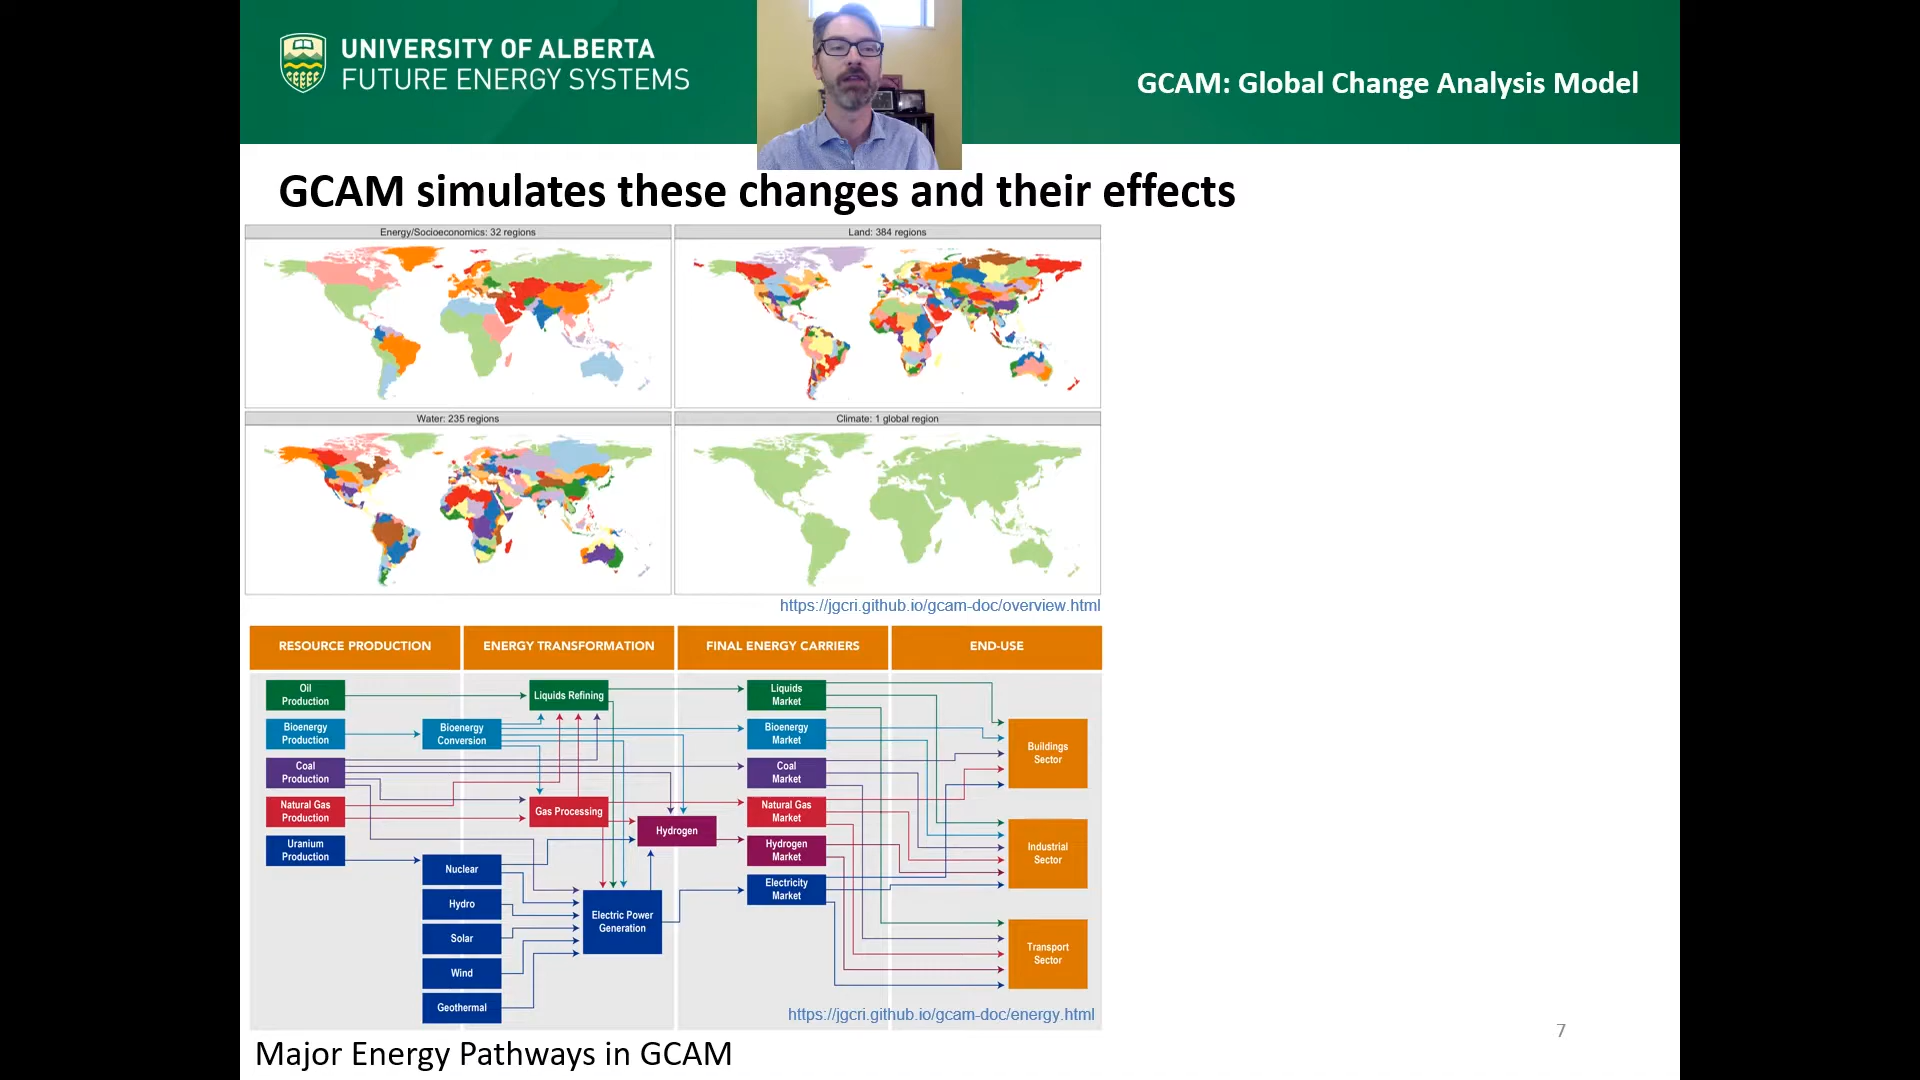 UNIVERSITY OF ALBERTA
FUTURE ENERGY SYSTEMS
GCAM: Global Change Analysis Model
GCAM simulates these changes and their effects
Energy/Socioeconomics: 32 regions
Land: 384 regions
Water: 235 regions
Climate: 1 global region
https://jgcri.github.io/gcam-doc/overview.html
RESOURCE PRODUCTION
ENERGY TRANSFORMATION
FINAL ENERGY CARRIERS
END-USE
Oil
Production
Bioenergy
Production
Coal
Production
Natural Gas
Production
Uranium
Production
Liquids Refining
Bioenergy
Conversion
Gas Processing
Hydrogen
Nuclear
Hydro
Solar
Wind
Geothermal
Electric Power
Generation
Liquids
Market
Bioenergy
Market
Coal
Market
Natural Gas
Market
Hydrogen
Market
Electricity
Market
Buildings
Sector
Industrial
Sector
Transport
Sector
https://jgcri.github.io/gcam-doc/energy.html
7
Major Energy Pathways in GCAM